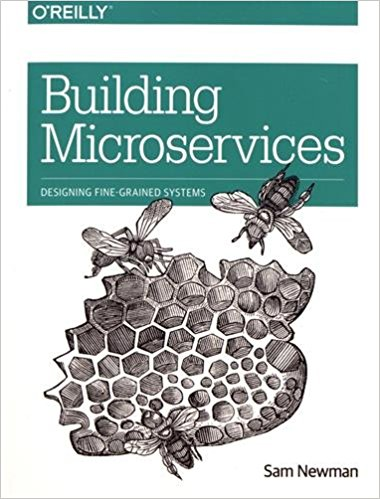 O'REILLY®
Building
Microservices
DESIGNING FINE-GRAINED SYSTEMS
Sam Newman